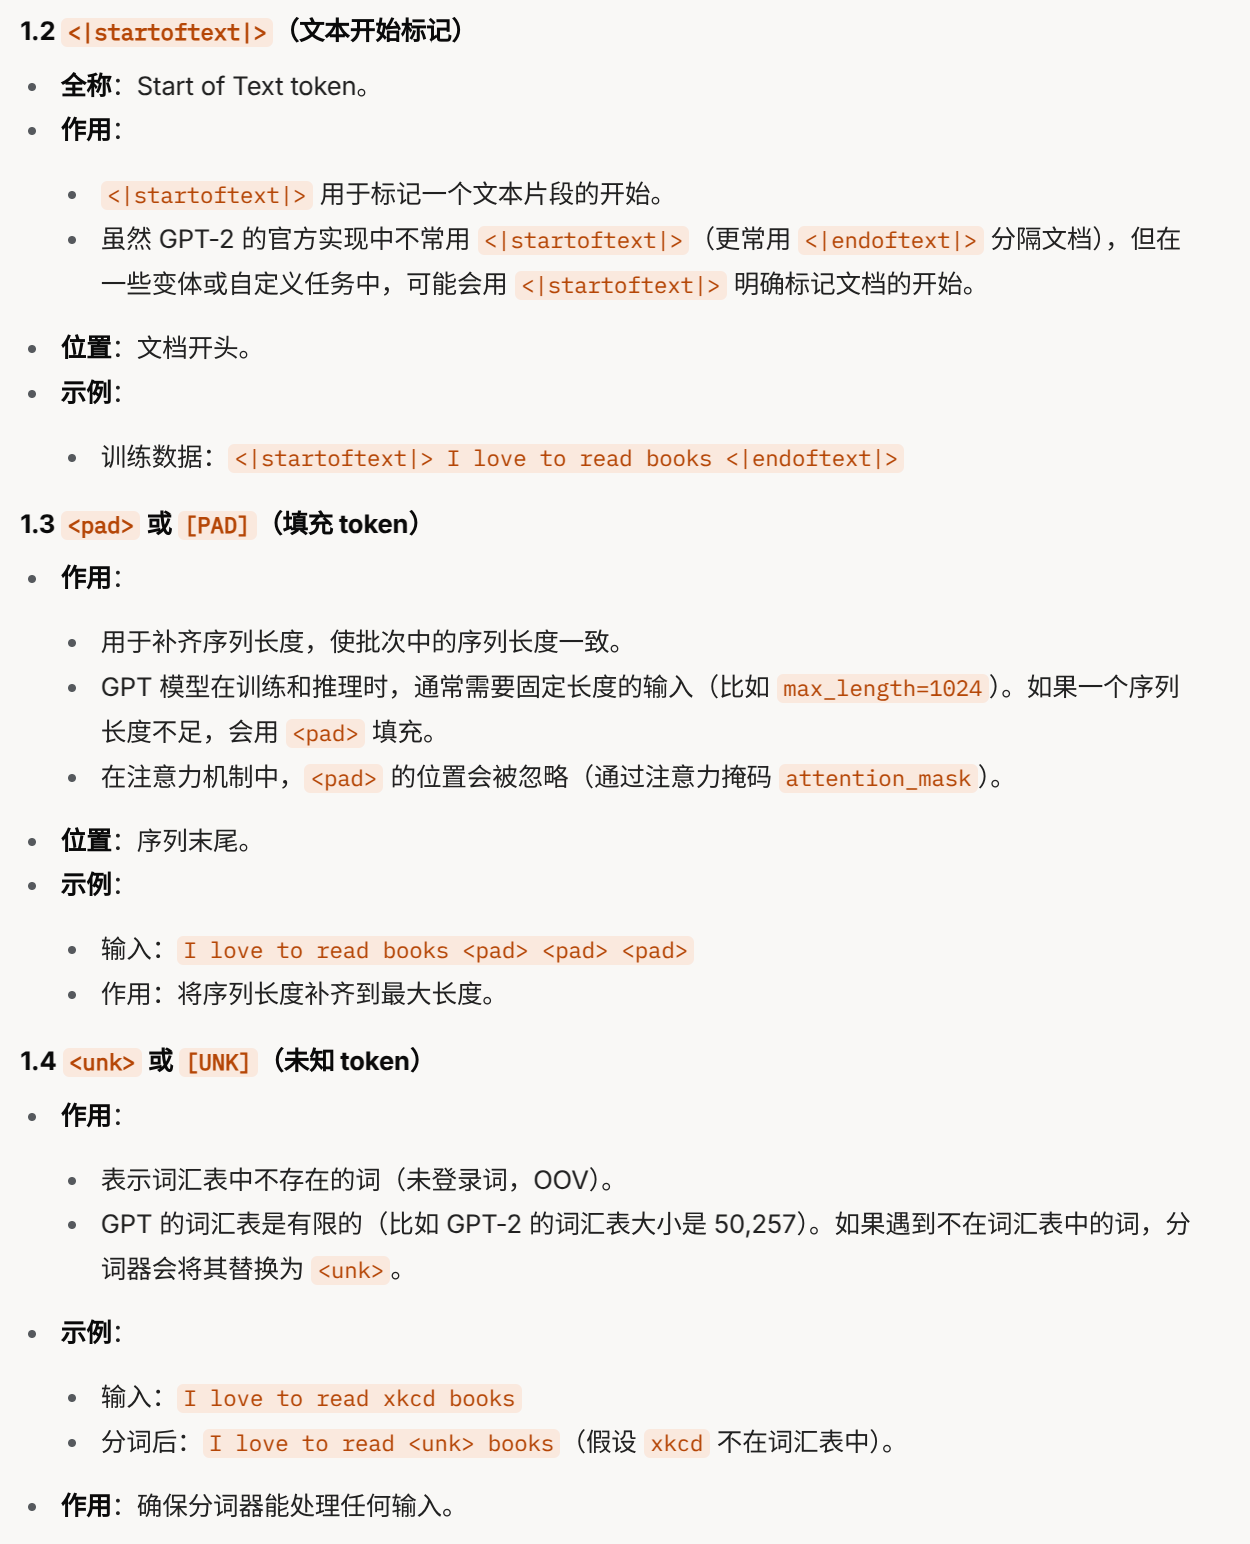 1.2 <|startoftext|>（文本开始标记）
全称：Start of Text token。
作用：
<|startoftext|> 用于标记一个文本片段的开始。
虽然 GPT-2 的官方实现中不常用 <|startoftext|>（更常用 <|endoftext|> 分隔文档），但在
一些变体或自定义任务中，可能会用 <|startoftext|> 明确标记文档的开始。
位置：文档开头。
示例：
训练数据：<|startoftext|> I love to read books <|endoftext|>
1.3 <pad> 或 [PAD]（填充 token）
作用：
用于补齐序列长度，使批次中的序列长度一致。
GPT 模型在训练和推理时，通常需要固定长度的输入（比如 max_length=1024）。如果一个序列
长度不足，会用 <pad> 填充。
在注意力机制中，<pad> 的位置会被忽略（通过注意力掩码 attention_mask）。
位置：序列末尾。
示例：
输入：I love to read books <pad> <pad> <pad>
作用：将序列长度补齐到最大长度。
1.4 <unk> 或 [UNK]（未知 token）
作用：
表示词汇表中不存在的词（未登录词，OOV）。
GPT 的词汇表是有限的（比如 GPT-2 的词汇表大小是 50,257）。如果遇到不在词汇表中的词，分
词器会将其替换为 <unk>。
示例：
输入：I love to read xkcd books
分词后：I love to read <unk> books（假设 xkcd 不在词汇表中）。
作用：确保分词器能处理任何输入。